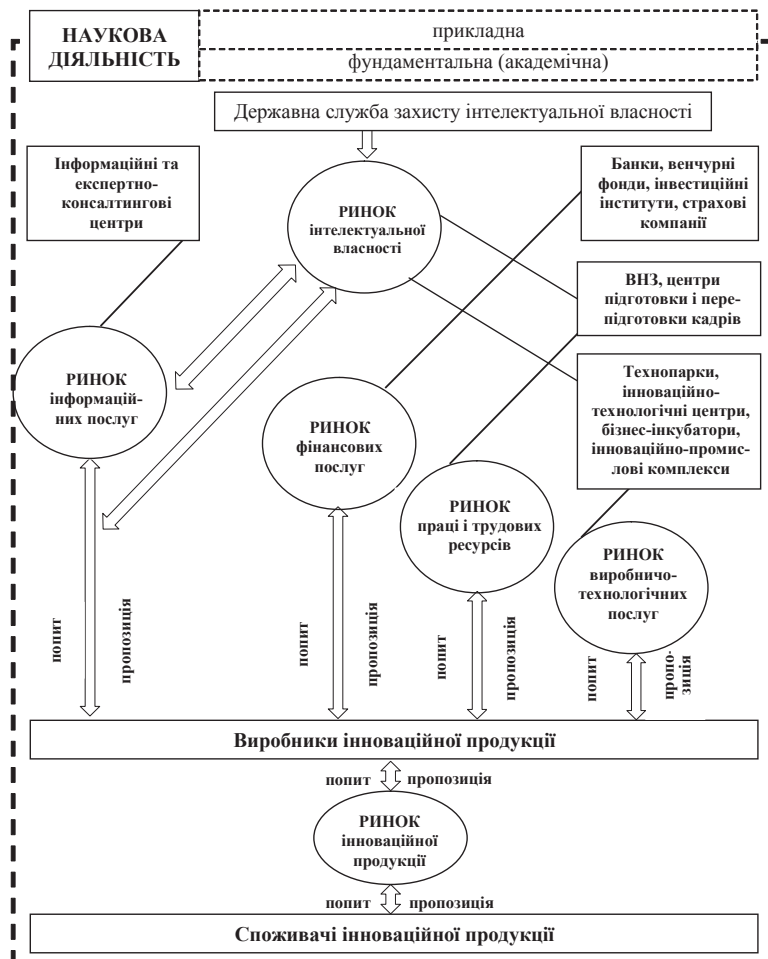 НАУКОВА
ДІЯЛЬНІСТЬ
прикладна
фундаментальна (академічна)
Державна служба захисту інтелектуальної власності
Інформаційні та
експертно-
консалтингові
центри
РИНОК
інтелектуальної
власності
Банки, венчурні
фонди, інвестиційні
інститути, страхові
компанії
ВНЗ, центри
підготовки і пере-
підготовки кадрів
Технопарки,
інноваційно-
технологічні центри,
бізнес-інкубатори,
інноваційно-промис-
лові комплекси
РИНОК
інформацій-
них послуг
РИНОК
фінансових
послуг
РИНОК
праці і трудових
ресурсів
РИНОК
виробничо-
технологічних
послуг
попит
пропозиція
попит
пропозиція
попит
пропозиція
попит
пропо-
зиція
Виробники інноваційної продукції
попит пропозиція
РИНОК
інноваційної
продукції
попит пропозиція
Споживачі інноваційної продукції